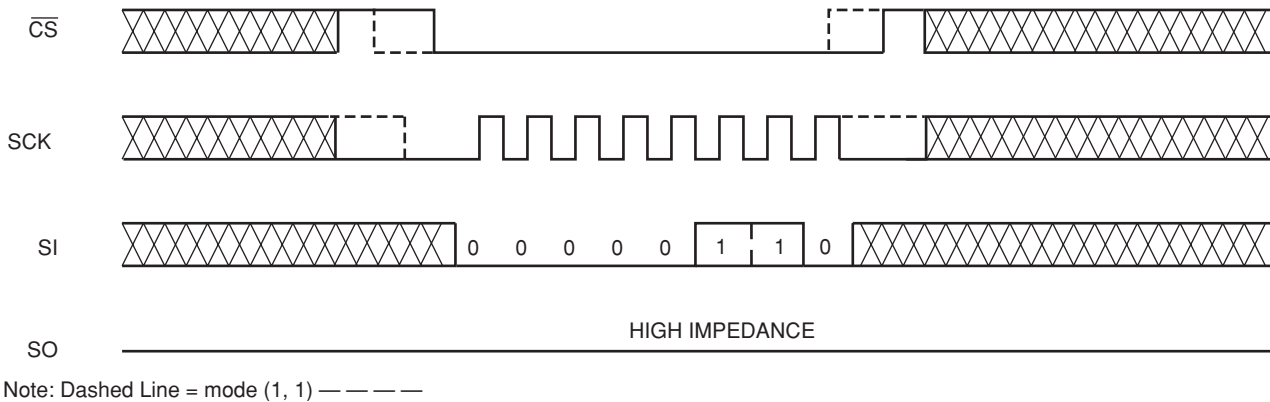 CS
SCK
SI 0 0 0 0 0 1 1 0
HIGH IMPEDANCE
SO
Note: Dashed Line = mode (1, 1) — — — —